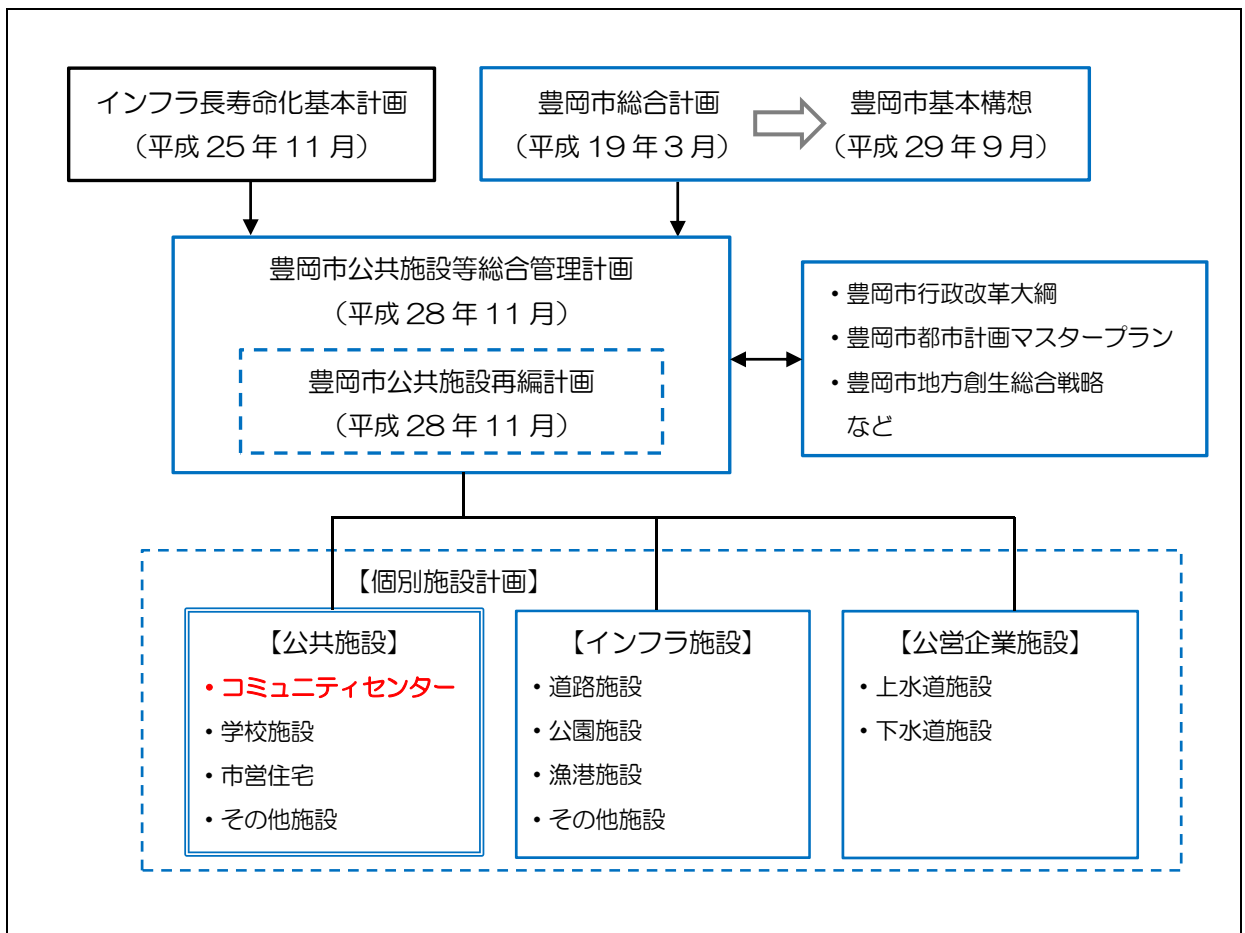 インフラ長寿命化基本計画
（平成 25 年 11 月）
豊岡市総合計画
（平成 19 年 3 月）
豊岡市基本構想
（平成 29 年 9 月）
豊岡市公共施設等総合管理計画
（平成 28 年 11 月）
豊岡市公共施設再編計画
（平成 28 年 11 月）
・豊岡市行政改革大綱
・豊岡市都市計画マスタープラン
・豊岡市地方創生総合戦略
など
【個別施設計画】
【公共施設】
・コミュニティセンター
・学校施設
・市営住宅
・その他施設
【インフラ施設】
・道路施設
・公園施設
・漁港施設
・その他施設
【公営企業施設】
・上水道施設
・下水道施設